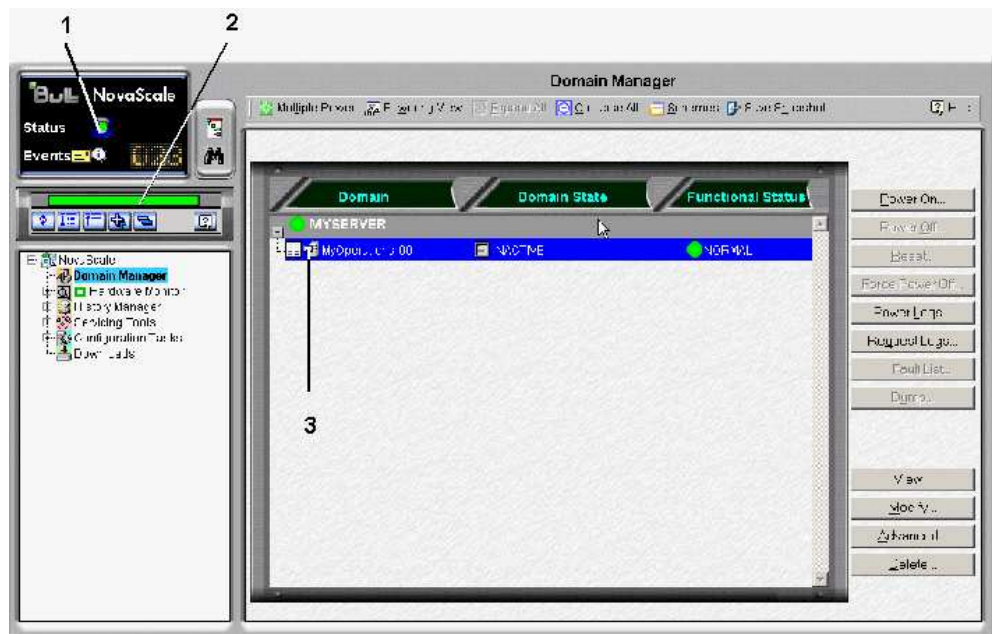 1
2
Bull NovaScale
Status
Events
Domain Manager
Multiple Power
Domain
Domain State
Functional Status
MYSERVER
INACTIVE
NORMAL
3
NovaScale
Domain Manager
Hardware Monitor
History Manager
Servicing Tools
Configuration Tasks
Downloads
Power On...
Power Off
Reset...
Force Power Off...
Power Logs
Request Logs...
Fault List...
Dump...
View
Modify...
Advanced
Delete...